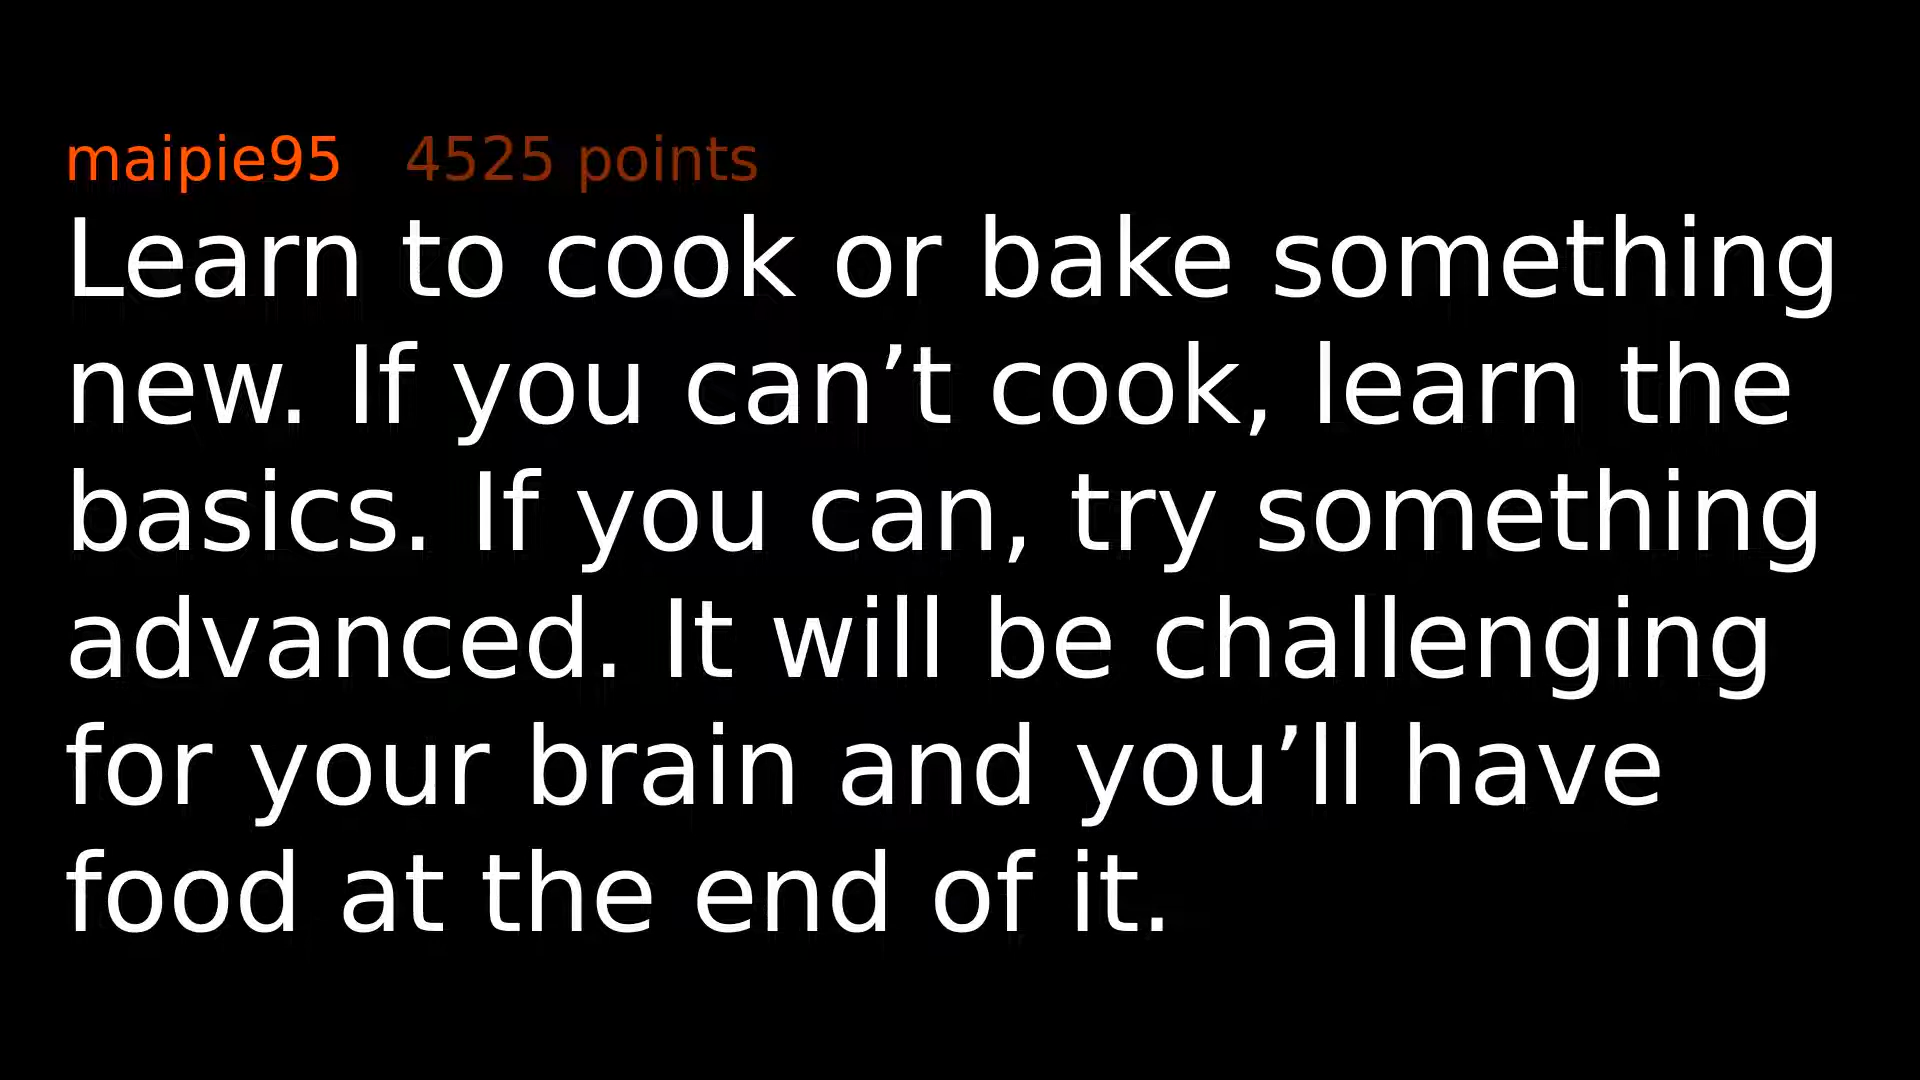 maipie95 4525 points
Learn to cook or bake something
new. If you can’t cook, learn the
basics. If you can, try something
advanced. It will be challenging
for your brain and you’ll have
food at the end of it.